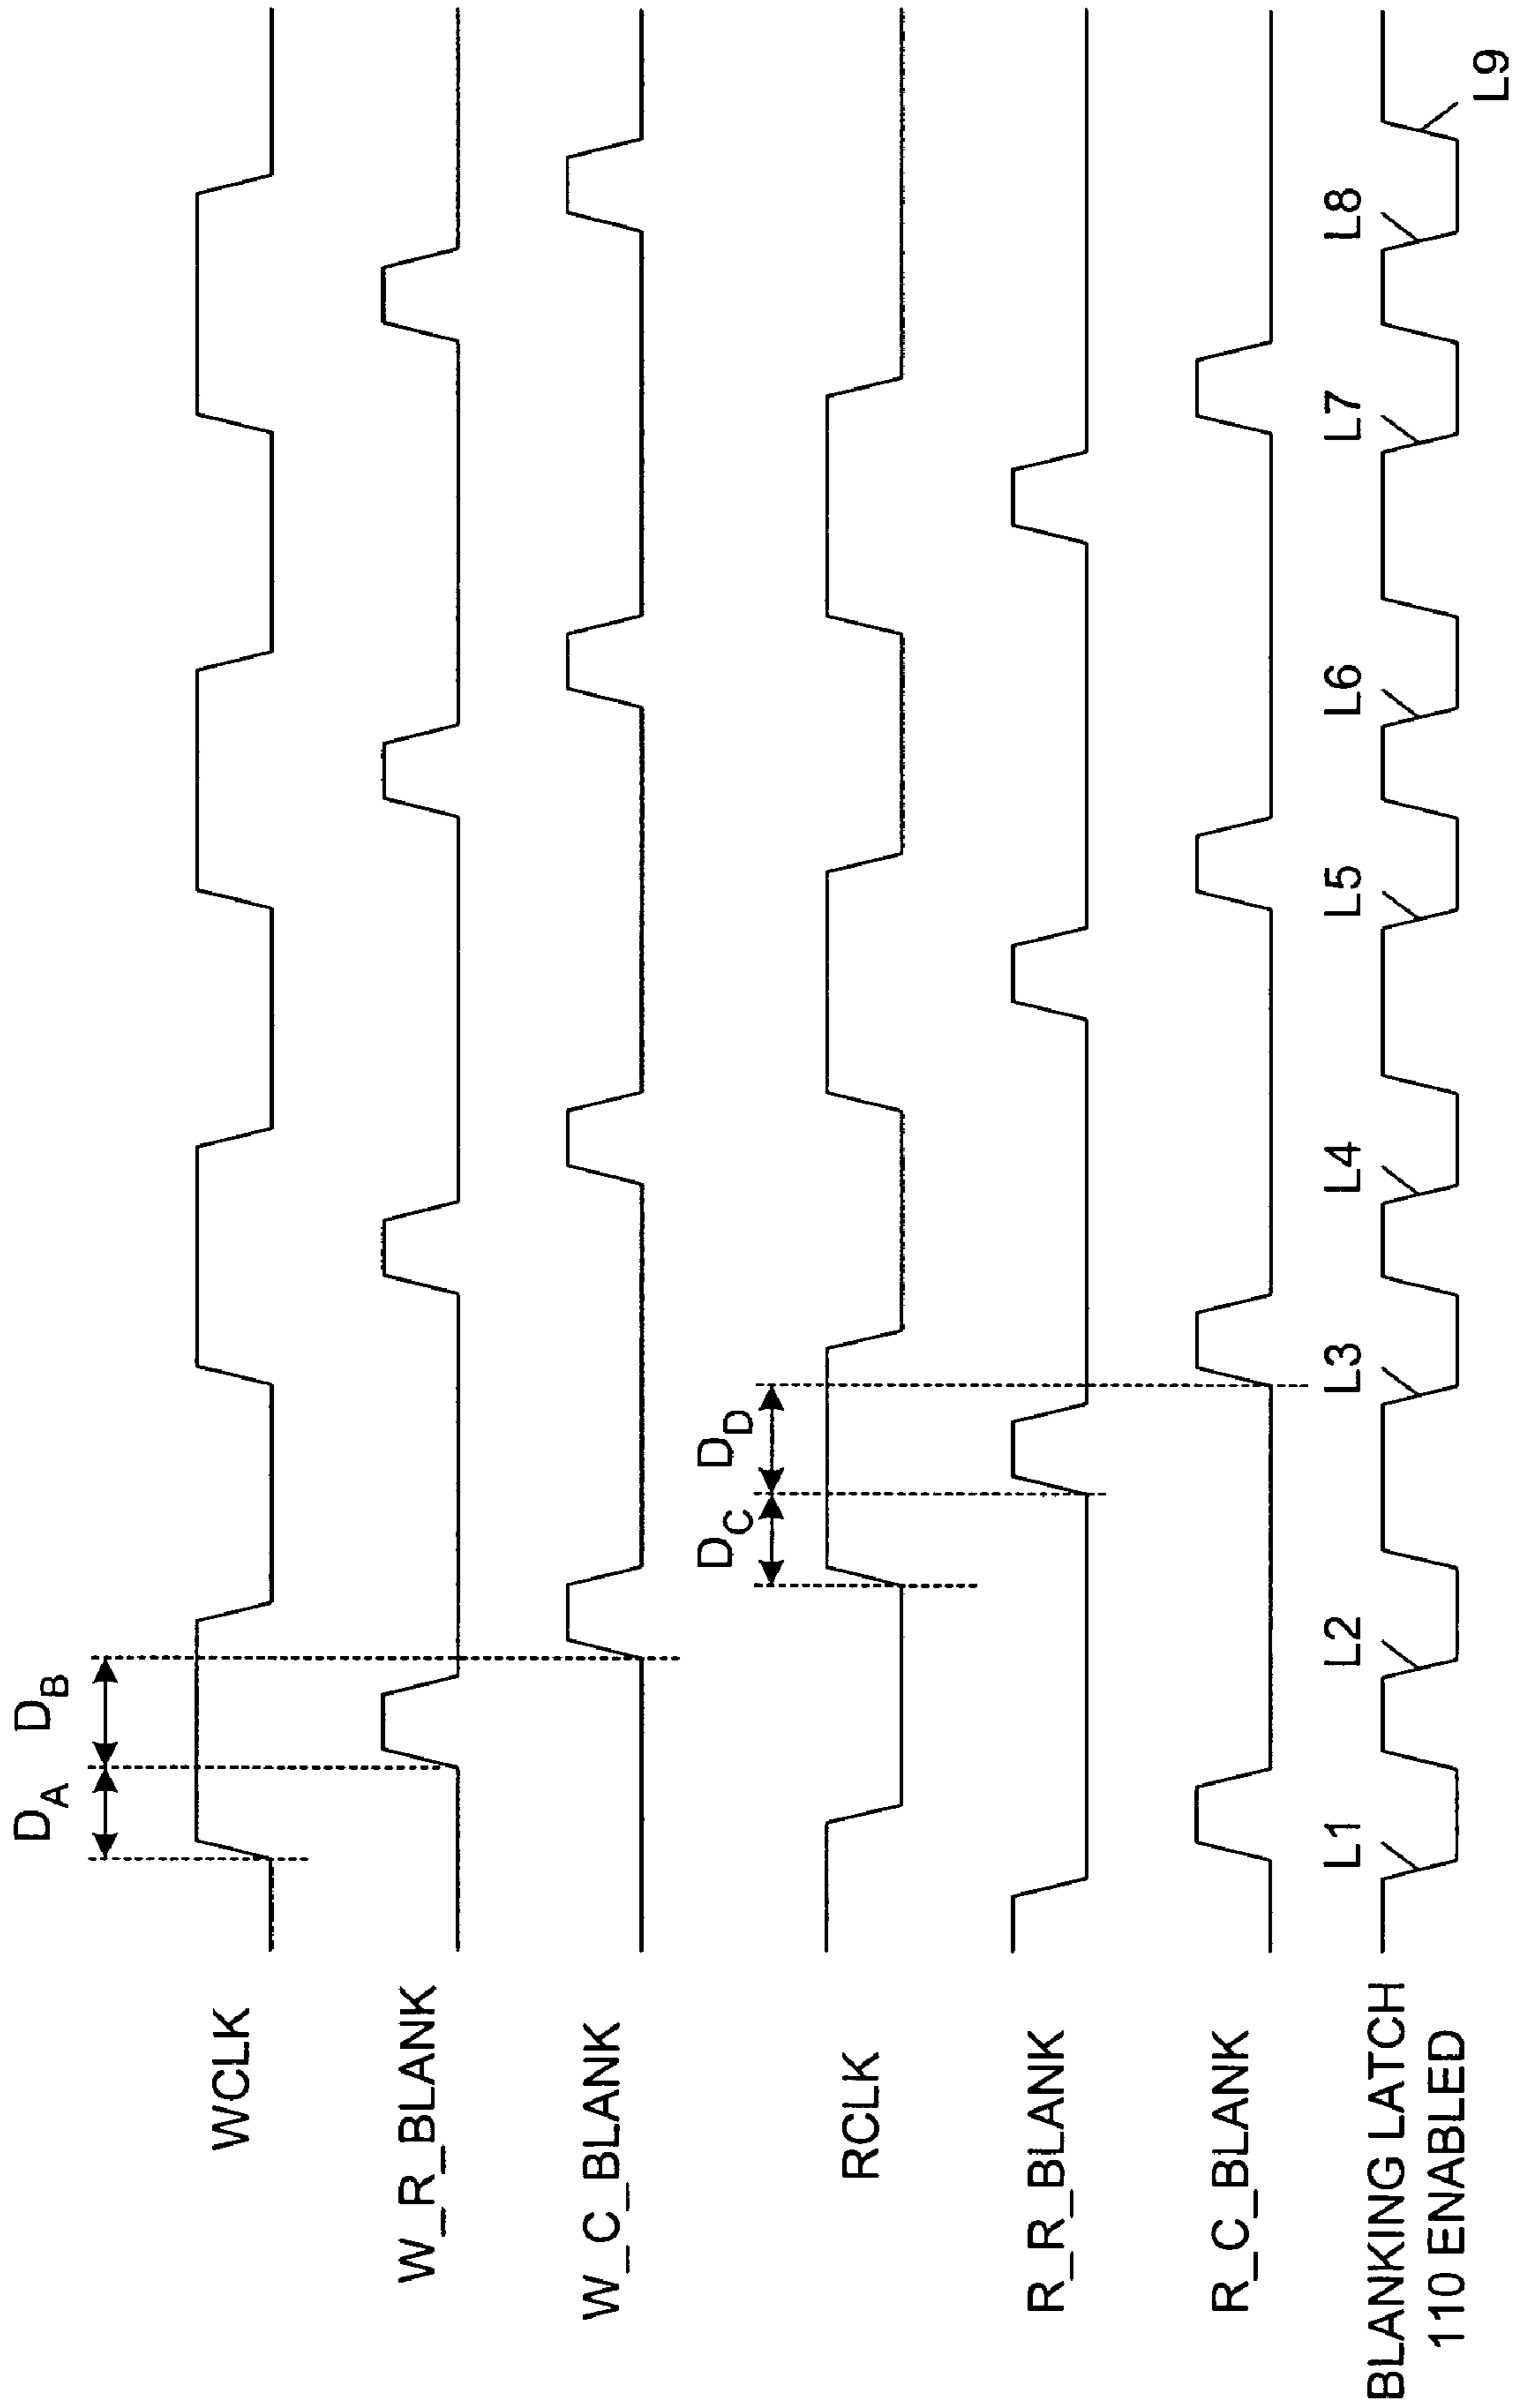 D_A D_B
WCLK
W_R_BLANK
W_C_BLANK
D_C D_D
RCLK
R_R_BLANK
R_C_BLANK
L1 L2 L3 L4 L5 L6 L7 L8
BLANKING LATCH
110 ENABLED
L9